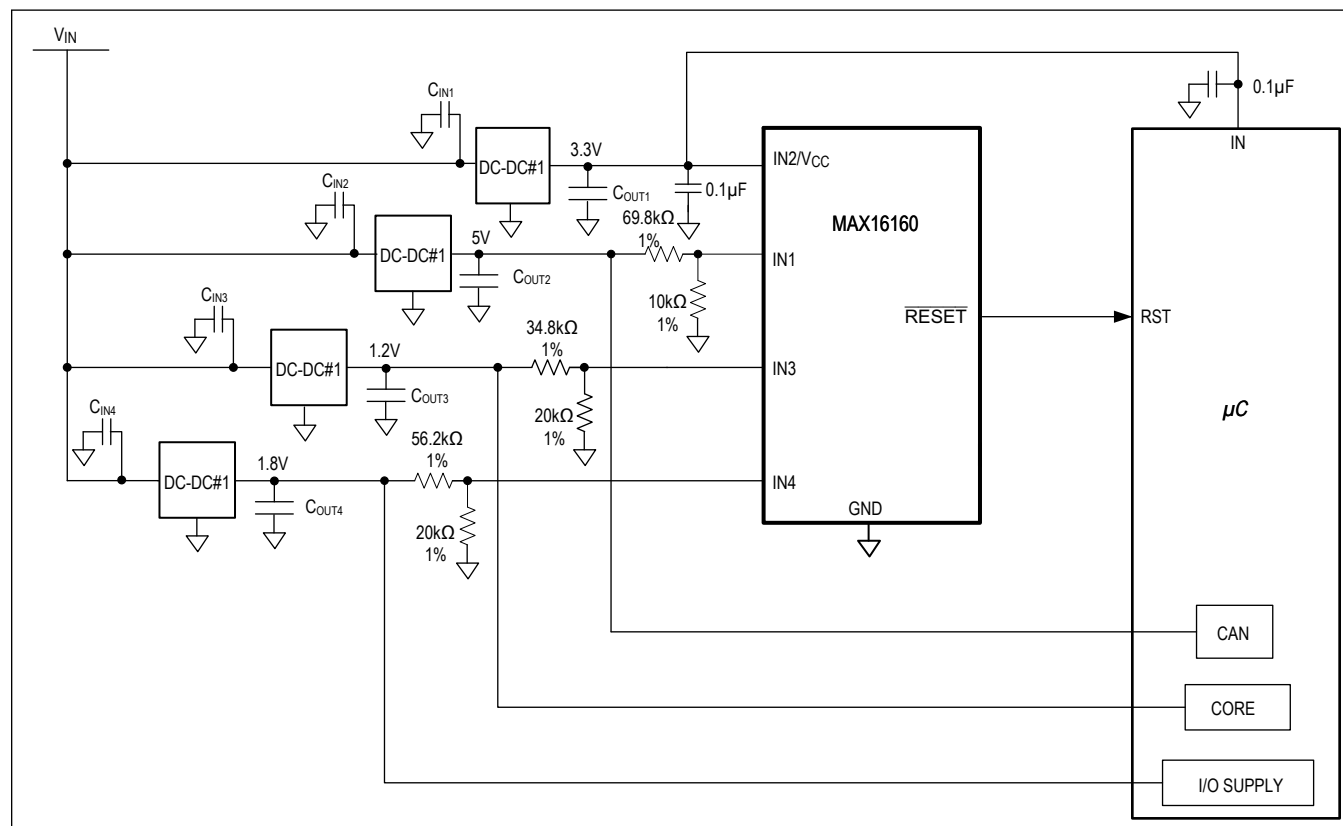 VIN
CIN1
DC-DC#1
3.3V
COUT1
0.1µF
0.1µF
IN
IN2/VCC
MAX16160
CIN2
DC-DC#1
5V
COUT2
69.8kΩ
1%
IN1
10kΩ
1%
RESET
RST
CIN3
DC-DC#1
1.2V
COUT3
34.8kΩ
1%
IN3
20kΩ
1%
µC
CIN4
DC-DC#1
1.8V
COUT4
56.2kΩ
1%
IN4
20kΩ
1%
GND
CAN
CORE
I/O SUPPLY